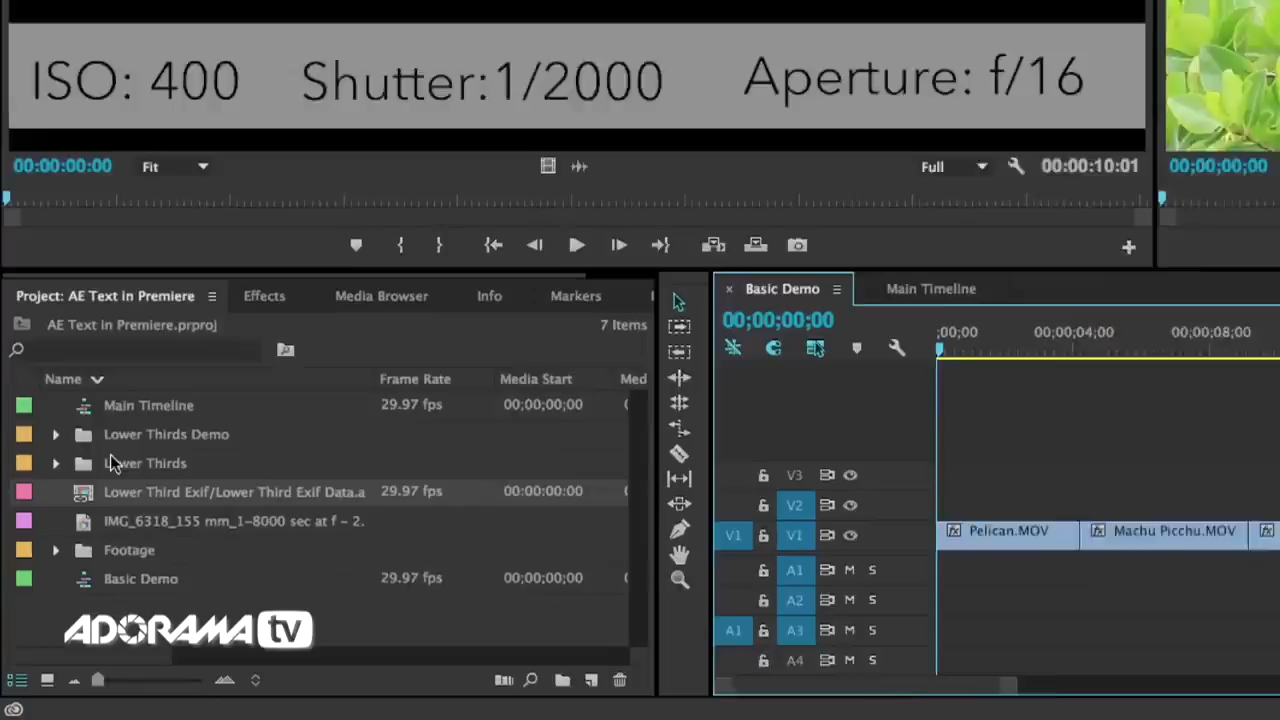 ISO: 400 Shutter:1/2000 Aperture: f/16
00:00:00:00 Fit Full 00:00:10:01 00;00;00;00
Project: AE Text in Premiere Effects Media Browser Info Markers
AE Text in Premiere.prproj 7 Items
Name Frame Rate Media Start Med
Main Timeline 29.97 fps 00;00;00;00
Lower Thirds Demo
Lower Thirds
Lower Third Exif/Lower Third Exif Data.a 29.97 fps 00:00:00:00
IMG_6318_155 mm_1-8000 sec at f - 2.
Footage
Basic Demo 29.97 fps 00;00;00;00
ADORAMA tv
Basic Demo Main Timeline
00;00;00;00
;00;00 00;00;04;00 00;00;08;00
V3
V2
V1 V1 Pelican.MOV Machu Picchu.MOV
A1 M S
A2 M S
A1 A3 M S
A4 M S